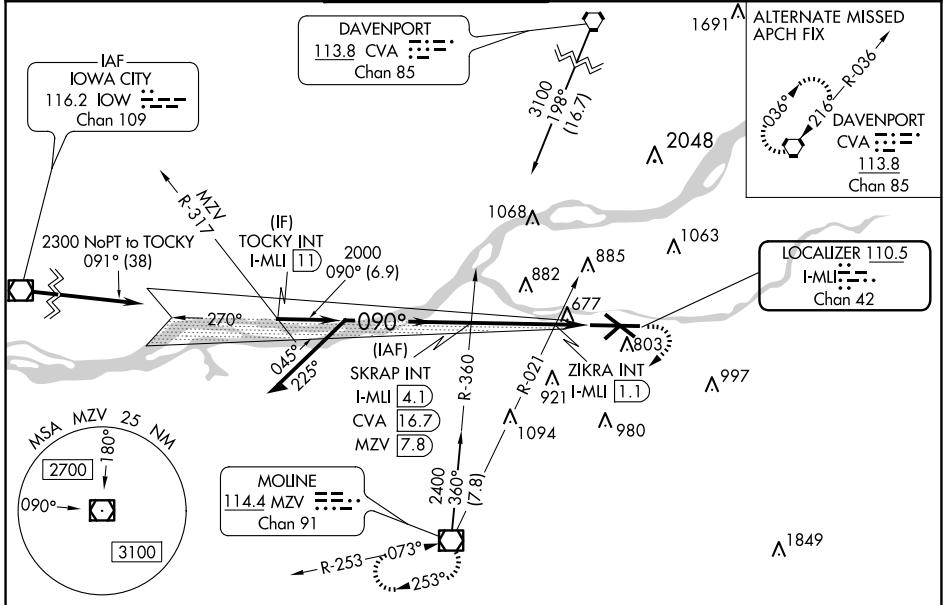 DAVENPORT
113.8 CVA
Chan 85
1691
ALTERNATE MISSED
APCH FIX
R-036
036°
216°
DAVENPORT
CVA
113.8
Chan 85
IAF
IOWA CITY
116.2 IOW
Chan 109
3100
198°
(16.7)
2048
MZV
R-317
(IF)
TOCKY INT
I-MLI 11
2300 NoPT to TOCKY
091° (38)
2000
090° (6.9)
1068
1063
882
885
LOCALIZER 110.5
I-MLI
Chan 42
270°
090°
677
803
045°
225°
(IAF)
SKRAP INT
I-MLI 4.1
CVA 16.7
MZV 7.8
R-360
R-021
ZIKRA INT
I-MLI 1.1
921
997
1094
980
MSA MZV 25 NM
2700
180°
090°
3100
MOLINE
114.4 MZV
Chan 91
2400
360°
(7.8)
R-253
073°
253°
1849